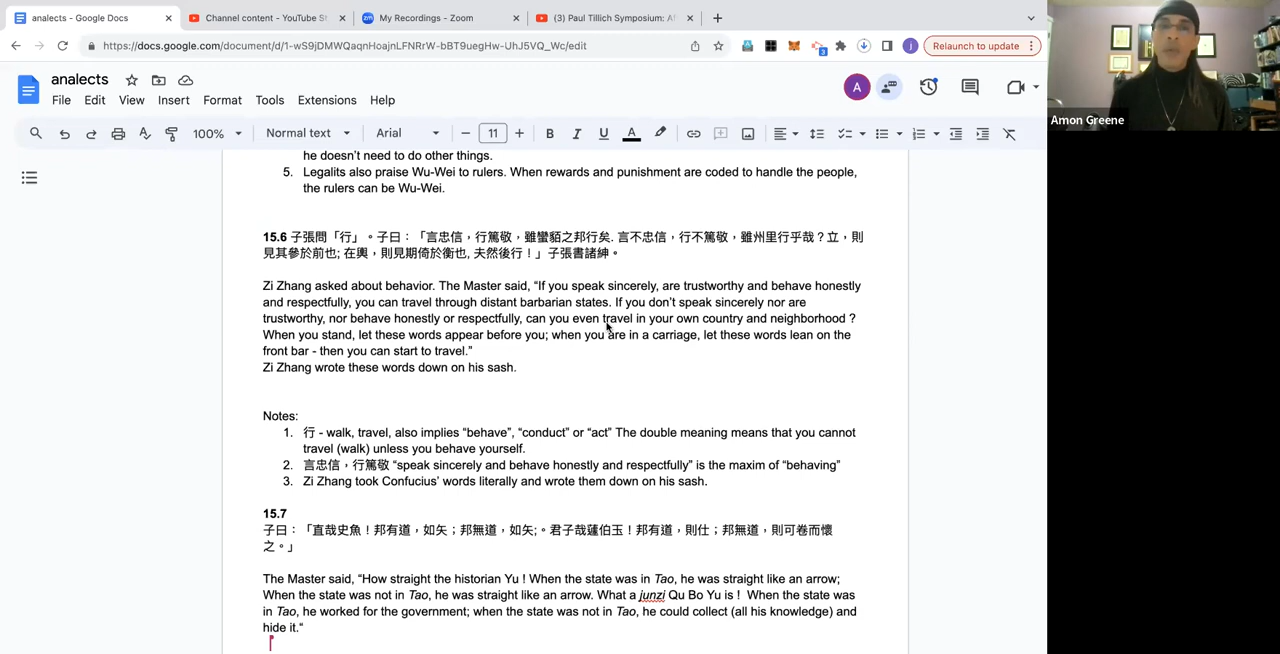 analects - Google Docs
Channel content - YouTube St
My Recordings - Zoom
(3) Paul Tillich Symposium: Af
https://docs.google.com/document/d/1-wS9jDMWQaqnHoajnLFNRrW-bBT9uegHw-UhJ5VQ_Wc/edit
3
j
Relaunch to update
analects
File Edit View Insert Format Tools Extensions Help
A
100% Normal text Arial 11 B I U A
Amon Greene
he doesn't need to do other things.
5. Legalits also praise Wu-Wei to rulers. When rewards and punishment are coded to handle the people,
the rulers can be Wu-Wei.
15.6 子張問「行」。子曰：「言忠信，行篤敬，雖蠻貊之邦行矣. 言不忠信，行不篤敬，雖州里行乎哉？立，則
見其參於前也; 在輿，則見期倚於衡也, 夫然後行！」子張書諸紳。
Zi Zhang asked about behavior. The Master said, “If you speak sincerely, are trustworthy and behave honestly
and respectfully, you can travel through distant barbarian states. If you don’t speak sincerely nor are
trustworthy, nor behave honestly or respectfully, can you even travel in your own country and neighborhood ?
When you stand, let these words appear before you; when you are in a carriage, let these words lean on the
front bar - then you can start to travel.”
Zi Zhang wrote these words down on his sash.
Notes:
1. 行 - walk, travel, also implies “behave”, “conduct” or “act” The double meaning means that you cannot
travel (walk) unless you behave yourself.
2. 言忠信，行篤敬 “speak sincerely and behave honestly and respectfully” is the maxim of “behaving”
3. Zi Zhang took Confucius’ words literally and wrote them down on his sash.
15.7
子曰：「直哉史魚！邦有道，如矢；邦無道，如矢;。君子哉蘧伯玉！邦有道，則仕；邦無道，則可卷而懷
之。」
The Master said, “How straight the historian Yu ! When the state was in Tao, he was straight like an arrow;
When the state was not in Tao, he was straight like an arrow. What a junzi Qu Bo Yu is ! When the state was
in Tao, he worked for the government; when the state was not in Tao, he could collect (all his knowledge) and
hide it.“